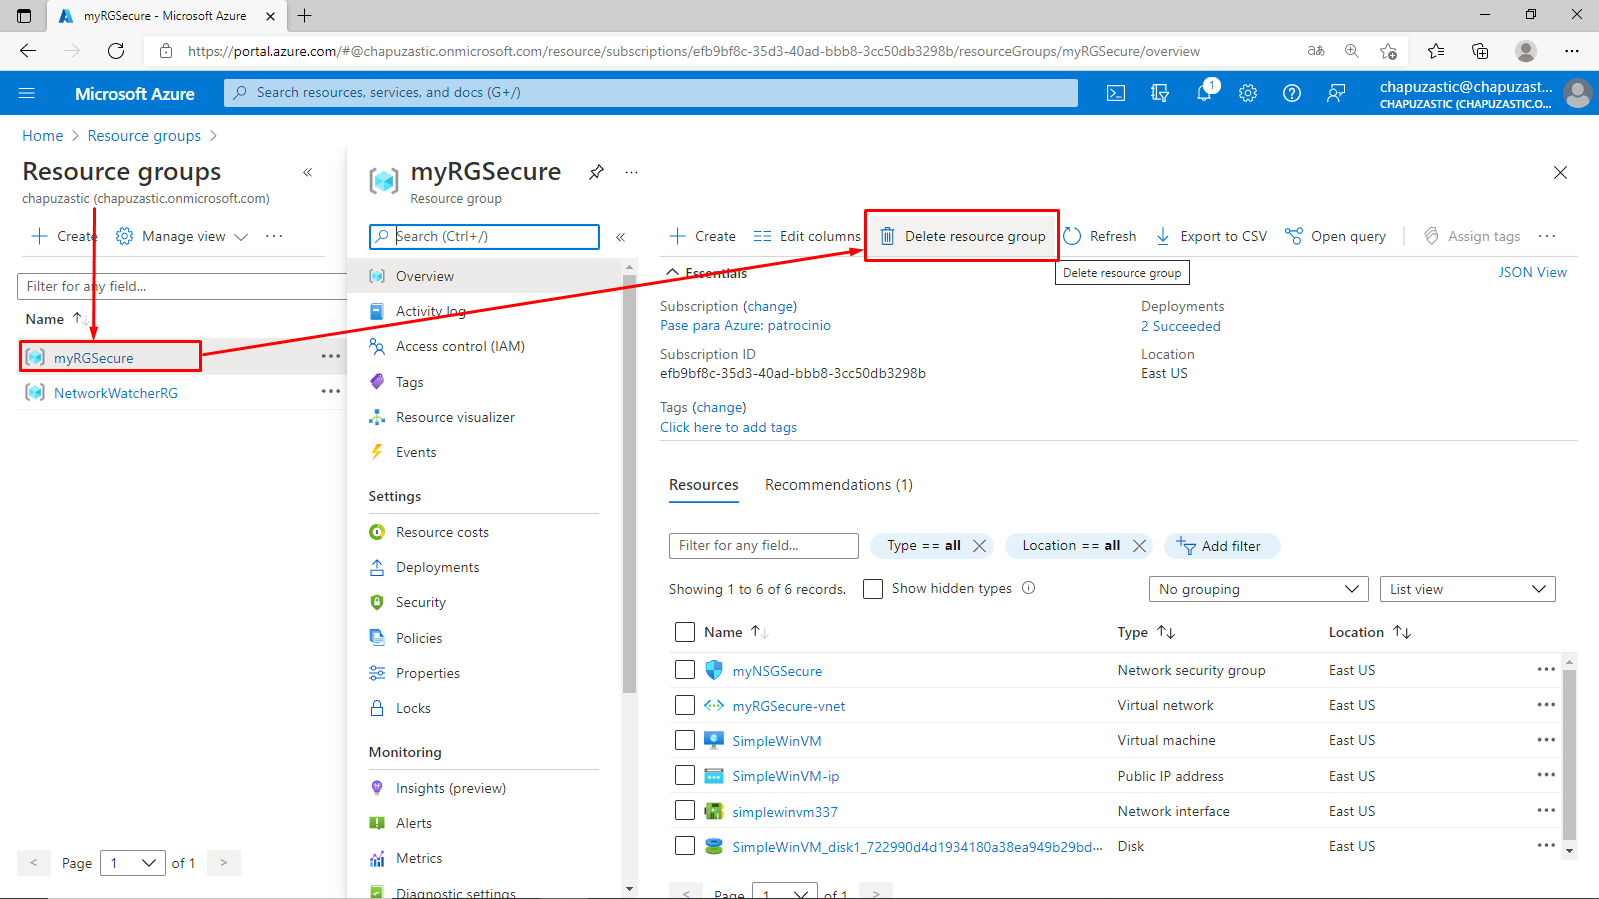 myRGSecure - Microsoft Azure
https://portal.azure.com/#@chapuzastic.onmicrosoft.com/resource/subscriptions/efb9bf8c-35d3-40ad-bbb8-3cc50db3298b/resourceGroups/myRGSecure/overview
aあ
Microsoft Azure
Search resources, services, and docs (G+/)
1
chapuzastic@chapuzast...
CHAPUZASTIC (CHAPUZASTIC.O...
Home > Resource groups >
Resource groups
chapuzastic (chapuzastic.onmicrosoft.com)
Create
Manage view
Filter for any field...
Name
myRGSecure
NetworkWatcherRG
< Page 1 of 1 >
myRGSecure
Resource group
Search (Ctrl+/)
Overview
Activity log
Access control (IAM)
Tags
Resource visualizer
Events
Settings
Resource costs
Deployments
Security
Policies
Properties
Locks
Monitoring
Insights (preview)
Alerts
Metrics
Diagnostic settings
Create
Edit columns
Delete resource group
Refresh
Export to CSV
Open query
Assign tags
Delete resource group
Essentials
JSON View
Subscription (change)
Pase para Azure: patrocinio
Subscription ID
efb9bf8c-35d3-40ad-bbb8-3cc50db3298b
Tags (change)
Click here to add tags
Deployments
2 Succeeded
Location
East US
Resources
Recommendations (1)
Filter for any field...
Type == all
Location == all
Add filter
Showing 1 to 6 of 6 records.
Show hidden types
No grouping
List view
Name Type Location
myNSGSecure Network security group East US
myRGSecure-vnet Virtual network East US
SimpleWinVM Virtual machine East US
SimpleWinVM-ip Public IP address East US
simplewinvm337 Network interface East US
SimpleWinVM_disk1_722990d4d1934180a38ea949b29bd... Disk East US
< Page 1 of 1 >